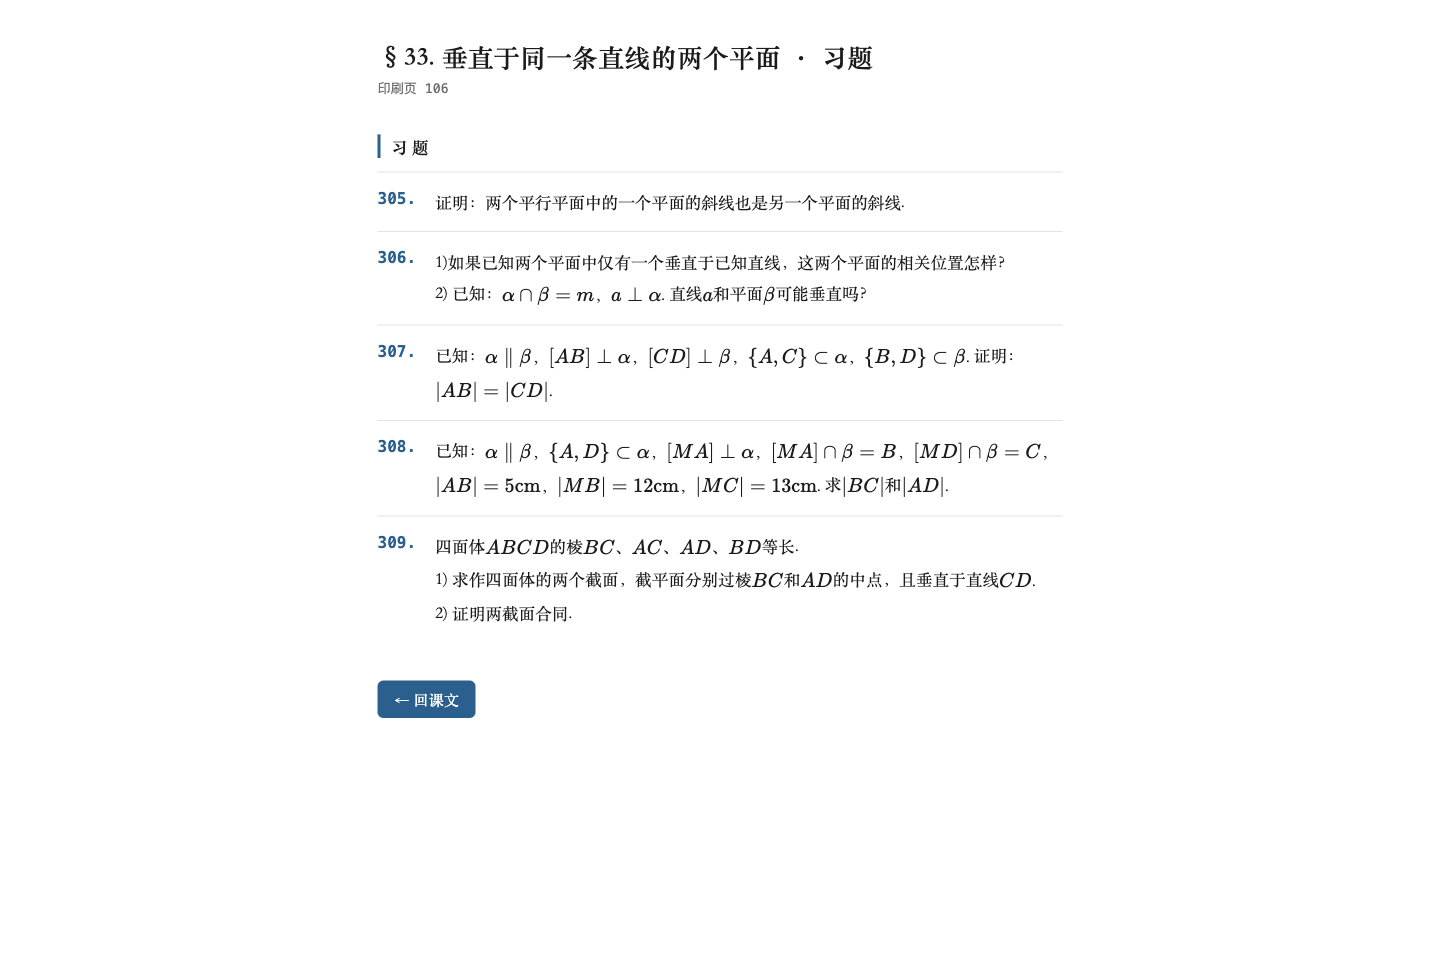 § 33. 垂直于同一条直线的两个平面 · 习题
印刷页 106
习 题
305. 证明：两个平行平面中的一个平面的斜线也是另一个平面的斜线.
306. 1)如果已知两个平面中仅有一个垂直于已知直线，这两个平面的相关位置怎样?
2) 已知：α ∩ β = m，a ⊥ α. 直线a和平面β可能垂直吗?
307. 已知：α ∥ β，[AB] ⊥ α，[CD] ⊥ β，{A, C} ⊂ α，{B, D} ⊂ β. 证明：
|AB| = |CD|.
308. 已知：α ∥ β，{A, D} ⊂ α，[MA] ⊥ α，[MA] ∩ β = B，[MD] ∩ β = C，
|AB| = 5cm，|MB| = 12cm，|MC| = 13cm. 求|BC|和|AD|.
309. 四面体ABCD的棱BC、AC、AD、BD等长.
1) 求作四面体的两个截面，截平面分别过棱BC和AD的中点，且垂直于直线CD.
2) 证明两截面合同.
← 回课文